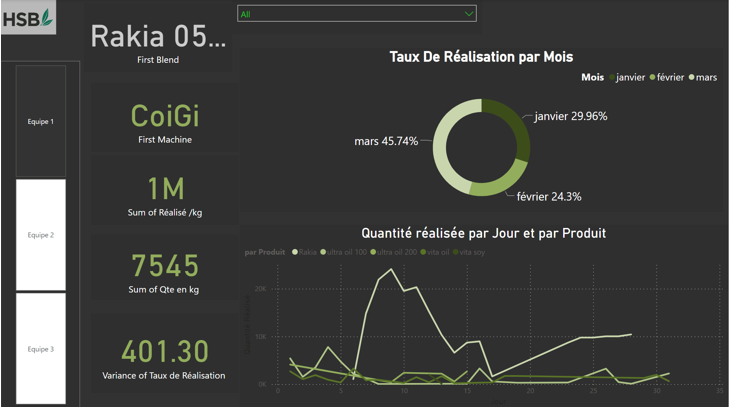 HSB
All
Rakia 05...
First Blend
Equipe 1
Equipe 2
Equipe 3
CoiGi
First Machine
1M
Sum of Réalisé /kg
7545
Sum of Qte en kg
401.30
Variance of Taux de Réalisation
Taux De Réalisation par Mois
Mois janvier février mars
janvier 29.96%
mars 45.74%
février 24.3%
Quantité réalisée par Jour et par Produit
par Produit Rakia ultra oil 100 ultra oil 200 vita oil vita soy
20K
10K
0K
0 5 10 15 20 25 30 35